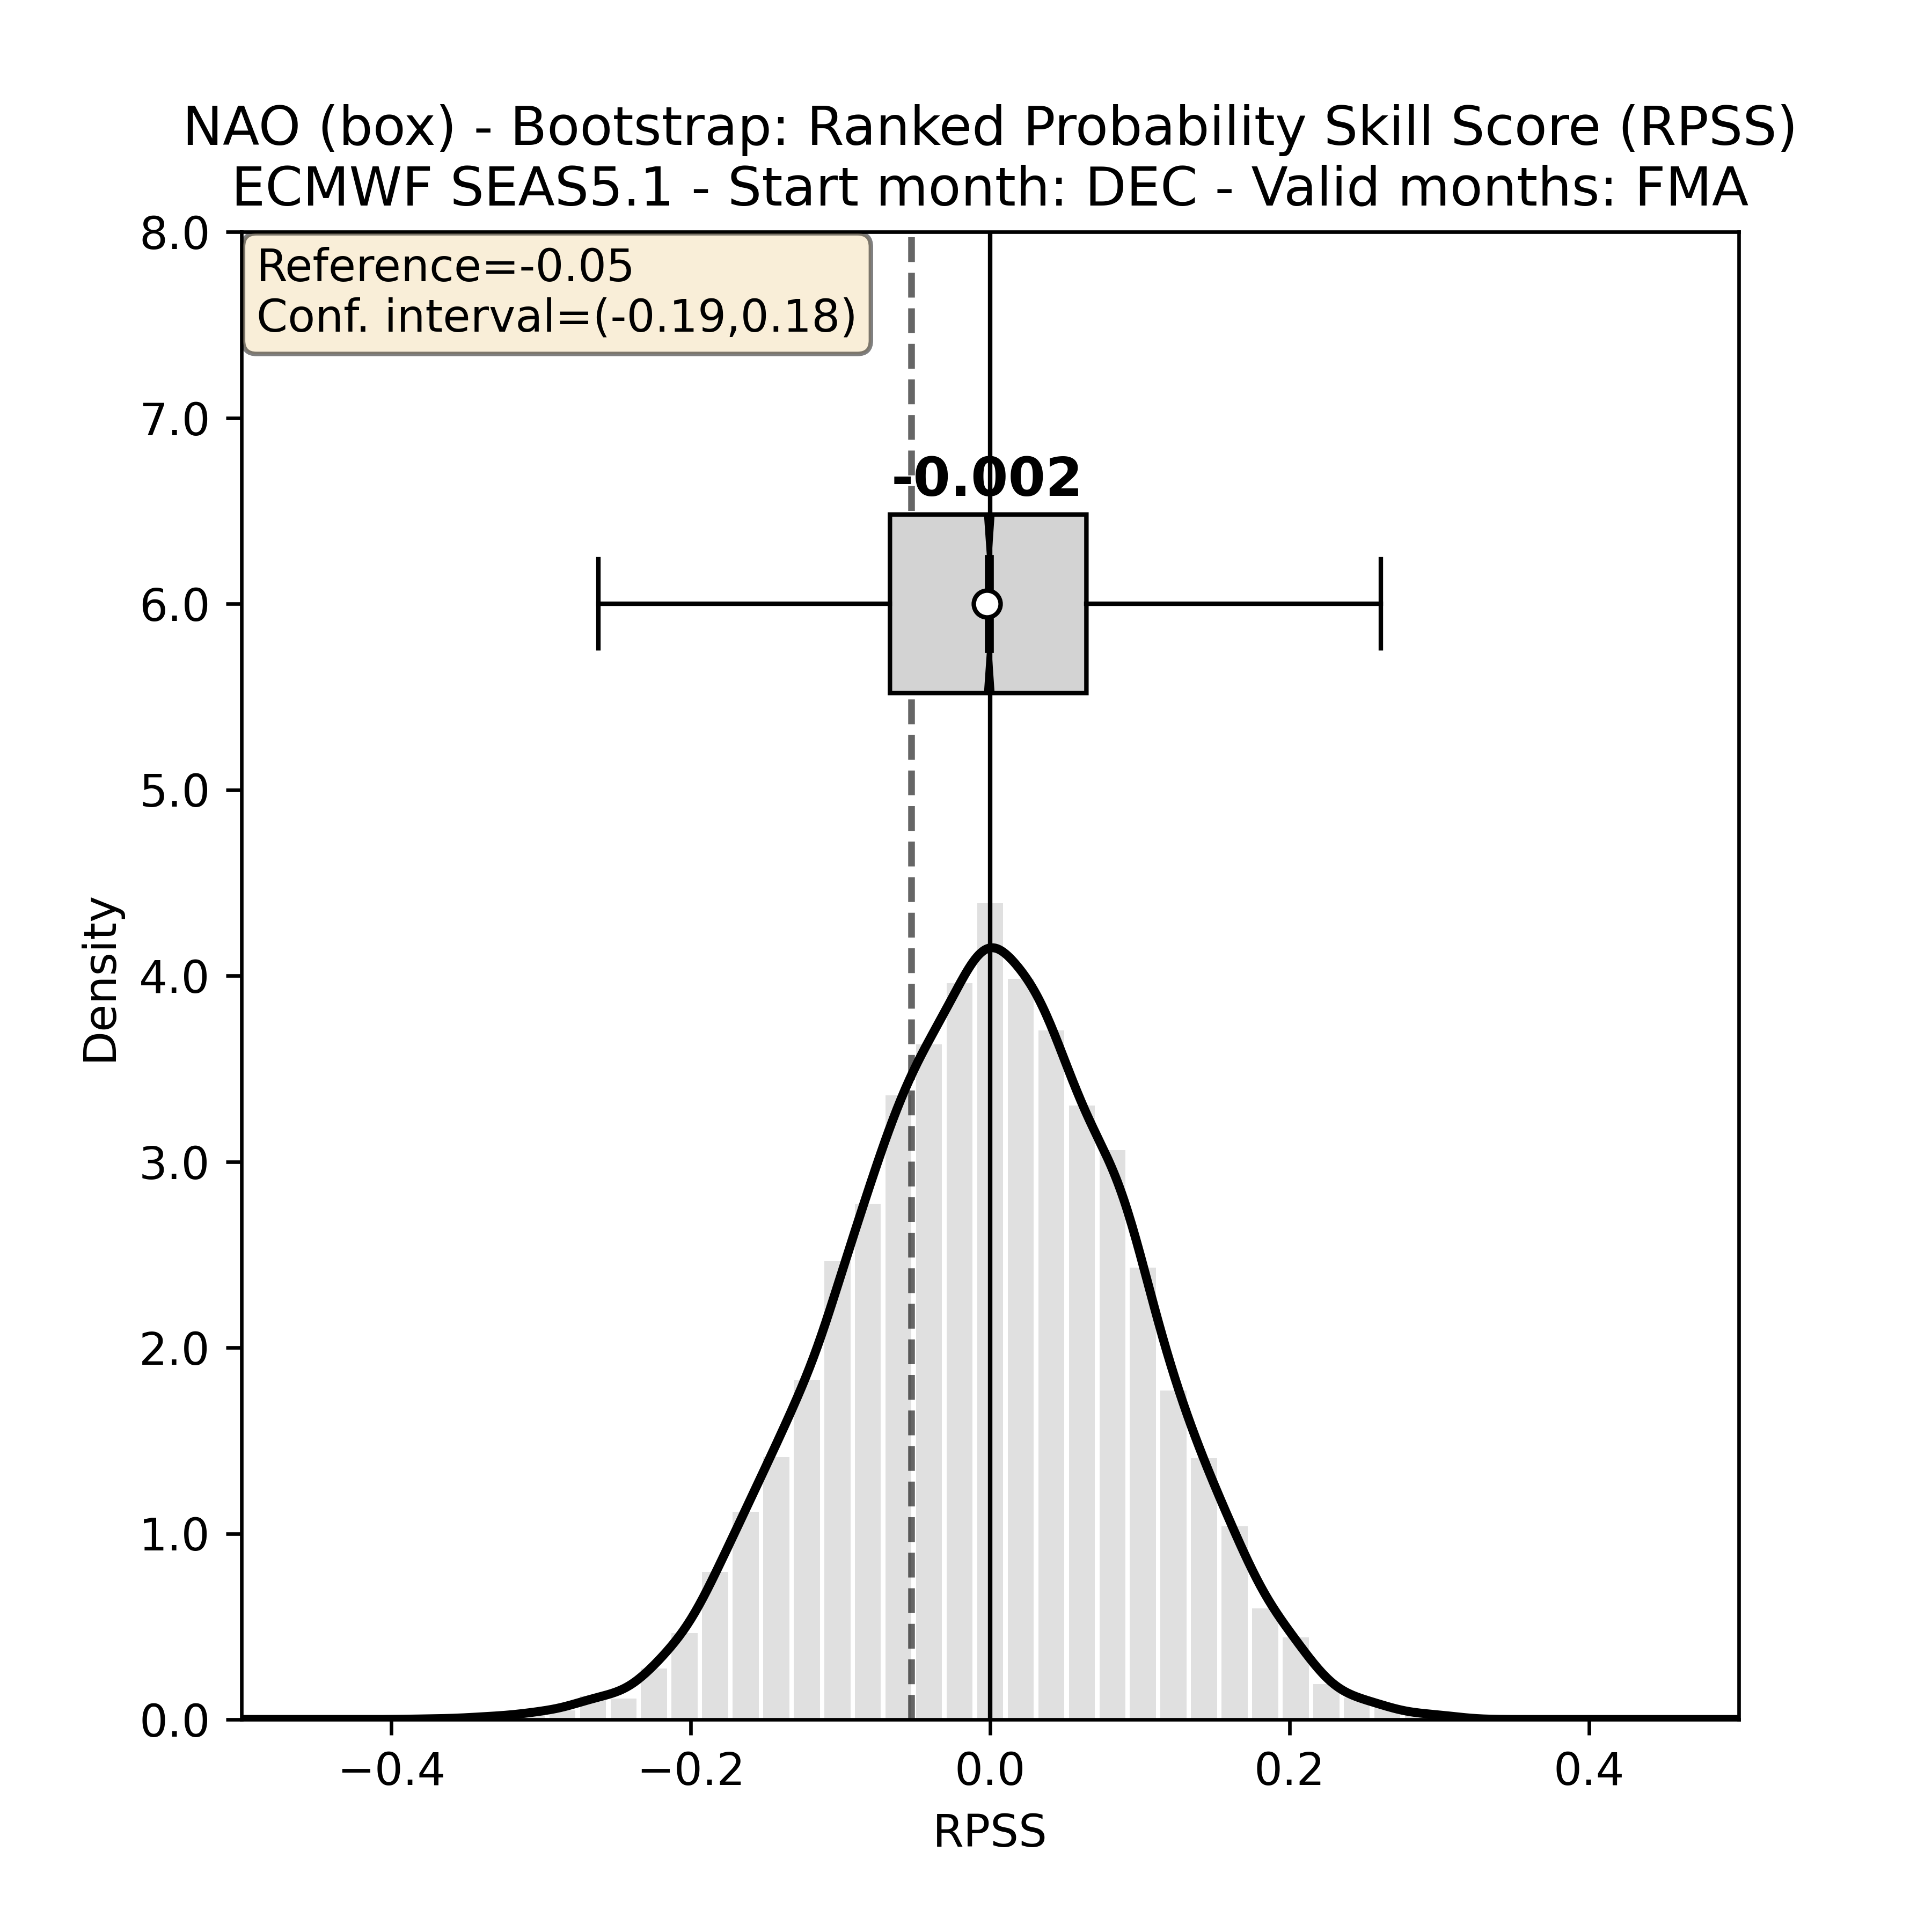 NAO (box) - Bootstrap: Ranked Probability Skill Score (RPSS)
ECMWF SEAS5.1 - Start month: DEC - Valid months: FMA
Reference=-0.05
Conf. interval=(-0.19,0.18)
-0.002
8.0
7.0
6.0
5.0
4.0
3.0
2.0
1.0
0.0
Density
−0.4 −0.2 0.0 0.2 0.4
RPSS